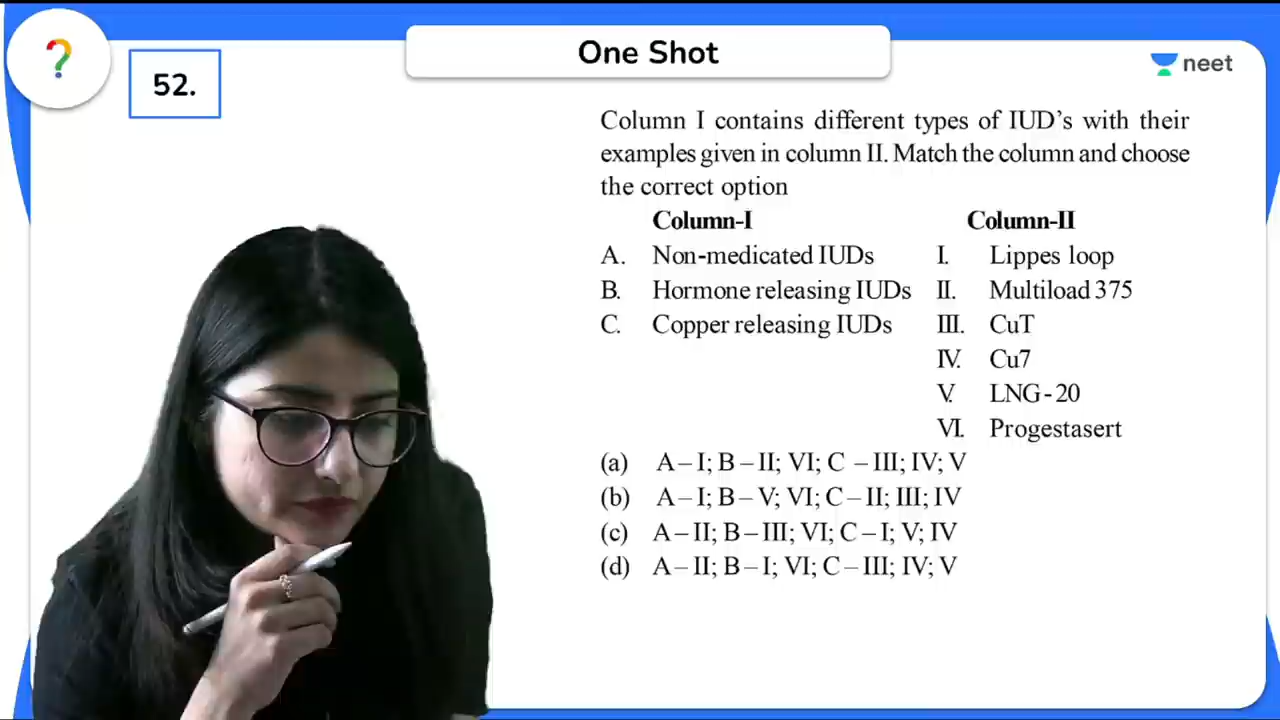 ?
52.
One Shot
neet
Column I contains different types of IUD's with their
examples given in column II. Match the column and choose
the correct option
Column-I Column-II
A. Non-medicated IUDs I. Lippes loop
B. Hormone releasing IUDs II. Multiload 375
C. Copper releasing IUDs III. CuT
IV. Cu7
V. LNG-20
VI. Progestasert
(a) A – I; B – II; VI; C – III; IV; V
(b) A – I; B – V; VI; C – II; III; IV
(c) A – II; B – III; VI; C – I; V; IV
(d) A – II; B – I; VI; C – III; IV; V